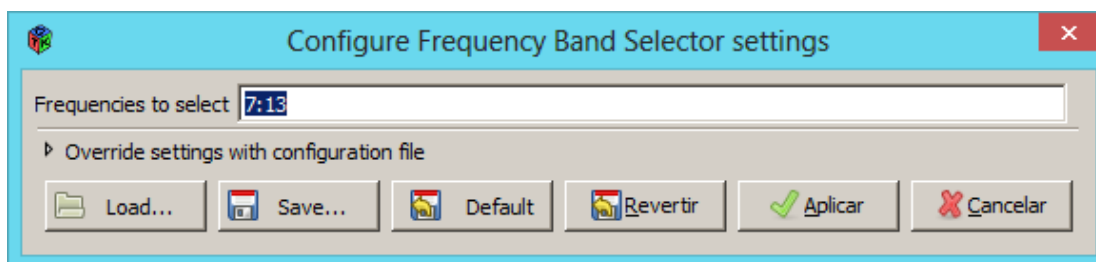 Configure Frequency Band Selector settings
Frequencies to select 7:13
Override settings with configuration file
Load... Save... Default Revertir Aplicar Cancelar